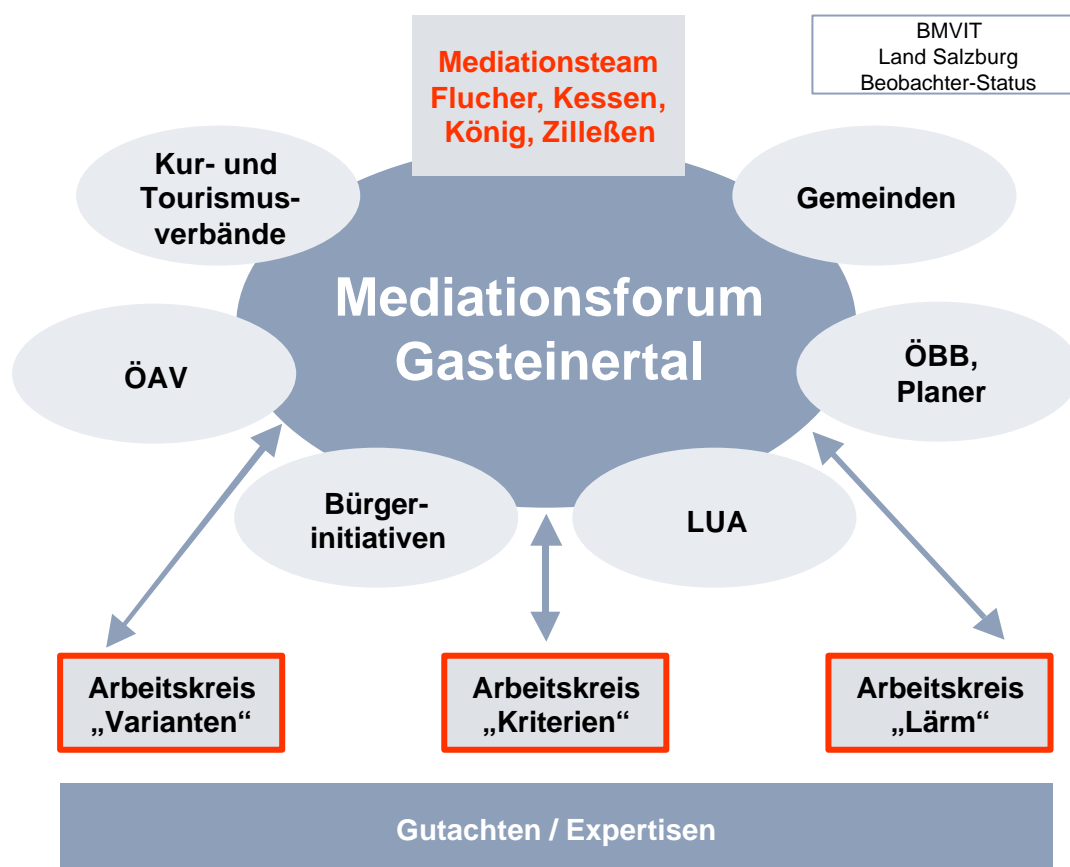 Mediationsteam
Flucher, Kessen,
König, Zilleßen
BMVIT
Land Salzburg
Beobachter-Status
Kur- und
Tourismus-
verbände
Gemeinden
Mediationsforum
Gasteinertal
ÖAV
ÖBB,
Planer
Bürger-
initiativen
LUA
Arbeitskreis
„Varianten“
Arbeitskreis
„Kriterien“
Arbeitskreis
„Lärm“
Gutachten / Expertisen